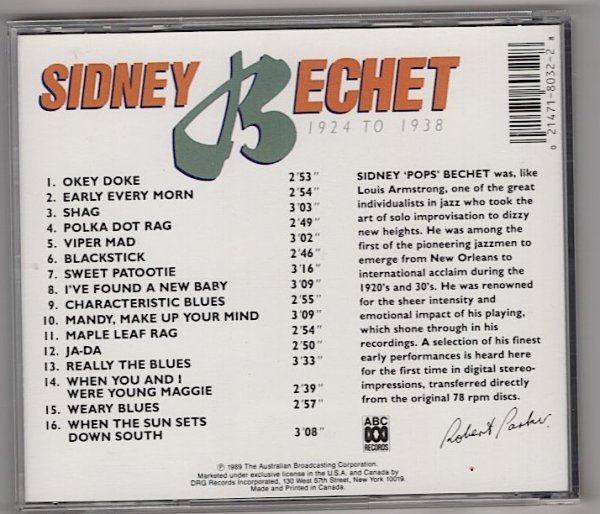 SIDNEY BECHET
1924 TO 1938
0 21471-8032-2 8
1. OKEY DOKE 2'53"
2. EARLY EVERY MORN 2'54"
3. SHAG 3'03"
4. POLKA DOT RAG 2'49"
5. VIPER MAD 3'02"
6. BLACKSTICK 2'46"
7. SWEET PATOOTIE 3'16"
8. I'VE FOUND A NEW BABY 3'09"
9. CHARACTERISTIC BLUES 2'55"
10. MANDY, MAKE UP YOUR MIND 3'09"
11. MAPLE LEAF RAG 2'54"
12. JA-DA 2'50"
13. REALLY THE BLUES 3'33"
14. WHEN YOU AND I
WERE YOUNG MAGGIE 2'39"
15. WEARY BLUES 2'57"
16. WHEN THE SUN SETS
DOWN SOUTH 3'08"
SIDNEY 'POPS' BECHET was, like
Louis Armstrong, one of the great
individualists in jazz who took the
art of solo improvisation to dizzy
new heights. He was among the
first of the pioneering jazzmen to
emerge from New Orleans to
international acclaim during the
1920's and 30's. He was renowned
for the sheer intensity and
emotional impact of his playing,
which shone through in his
recordings. A selection of his finest
early performances is heard here
for the first time in digital stereo-
impressions, transferred directly
from the original 78 rpm discs.
ABC
RECORDS
Robert Parker
℗ 1989 The Australian Broadcasting Corporation.
Marketed under exclusive license in the U.S.A. and Canada by
DRG Records Incorporated, 130 West 57th Street, New York 10019.
Made and Printed in Canada.